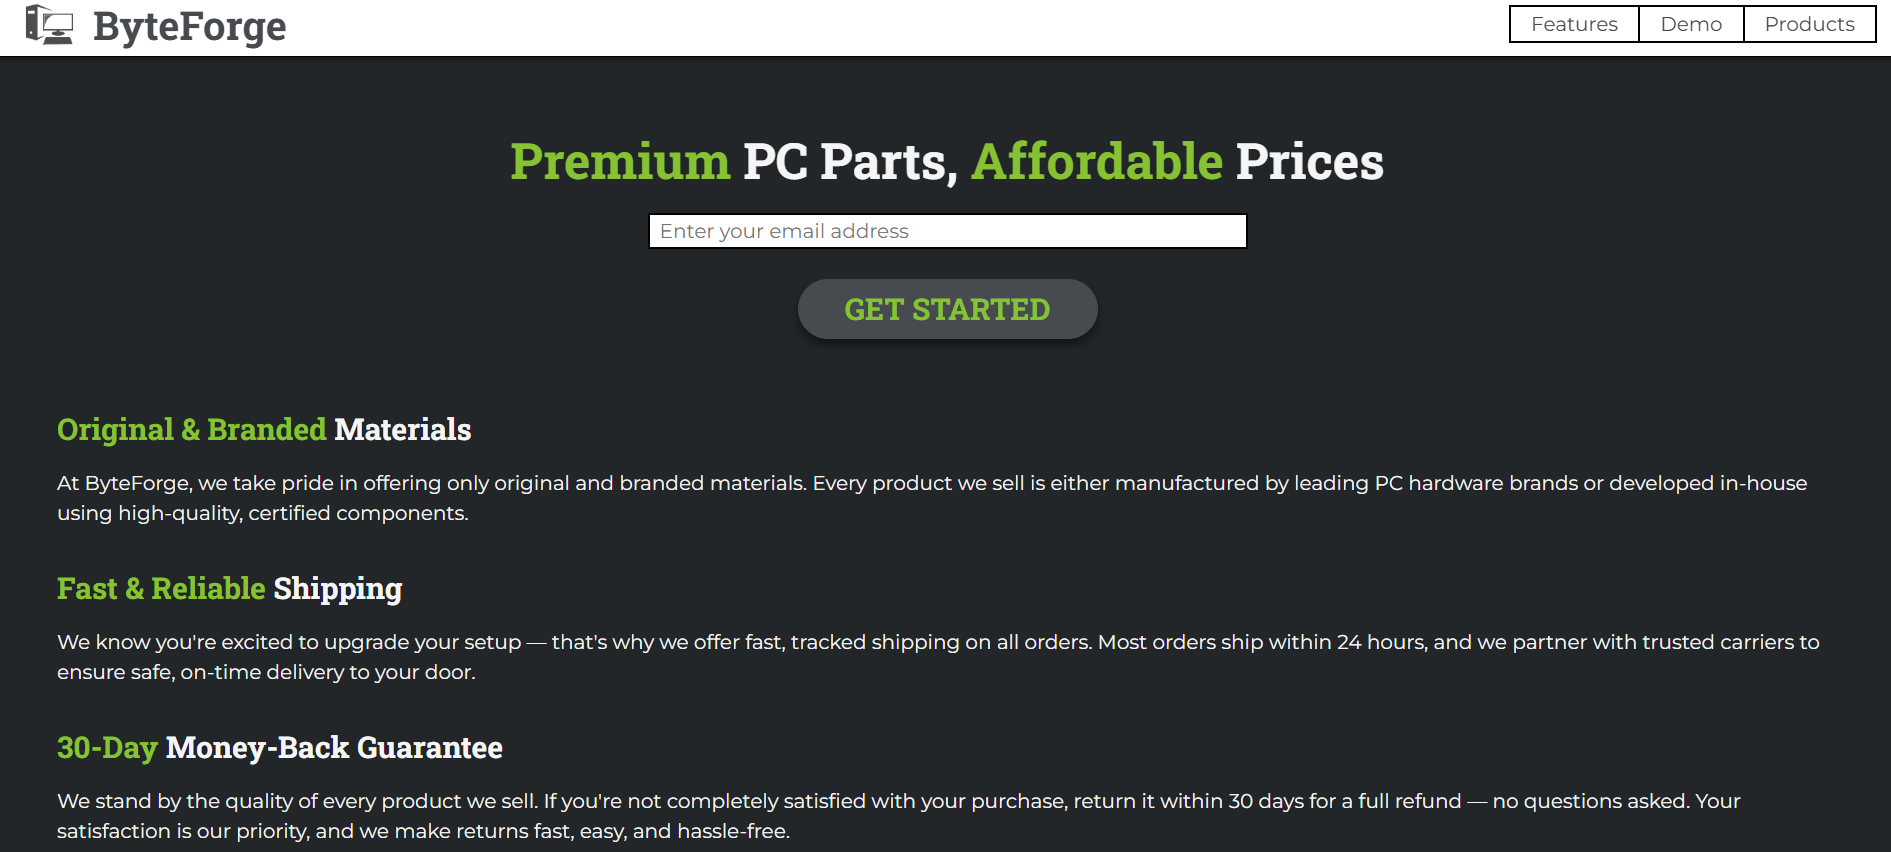 ByteForge
Features
Demo
Products
Premium PC Parts, Affordable Prices
Enter your email address
GET STARTED
Original & Branded Materials
At ByteForge, we take pride in offering only original and branded materials. Every product we sell is either manufactured by leading PC hardware brands or developed in-house
using high-quality, certified components.
Fast & Reliable Shipping
We know you're excited to upgrade your setup — that's why we offer fast, tracked shipping on all orders. Most orders ship within 24 hours, and we partner with trusted carriers to
ensure safe, on-time delivery to your door.
30-Day Money-Back Guarantee
We stand by the quality of every product we sell. If you're not completely satisfied with your purchase, return it within 30 days for a full refund — no questions asked. Your
satisfaction is our priority, and we make returns fast, easy, and hassle-free.